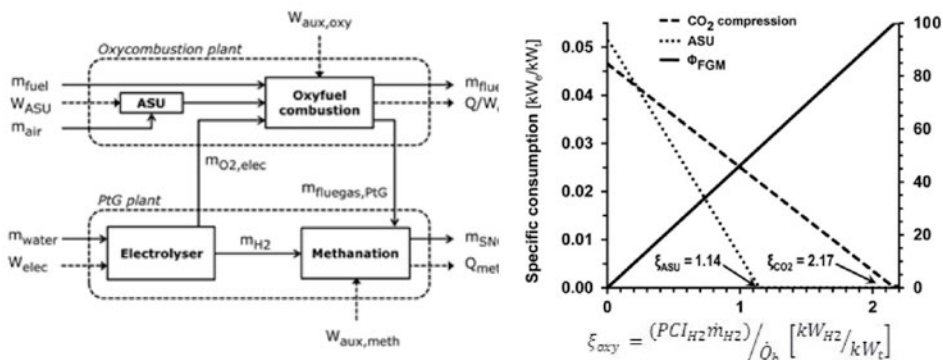 W_aux,oxy
Oxycombustion plant
m_fuel
W_ASU
m_air
ASU
Oxyfuel
combustion
m_O2,elec
m_fluegas,PtG
PtG plant
m_water
W_elec
Electrolyser
m_H2
Methanation
Q_met
W_aux,meth
Specific consumption [kW_e/kW_t]
0.05
0.04
0.03
0.02
0.01
0.00
CO_2 compression
ASU
Φ_FGM
100
80
60
40
20
0
ξ_ASU = 1.14
ξ_CO2 = 2.17
0
1
2
ξ_oxy = (PCI_H2 ṁ_H2)/Q̇_b [kW_H2/kW_t]